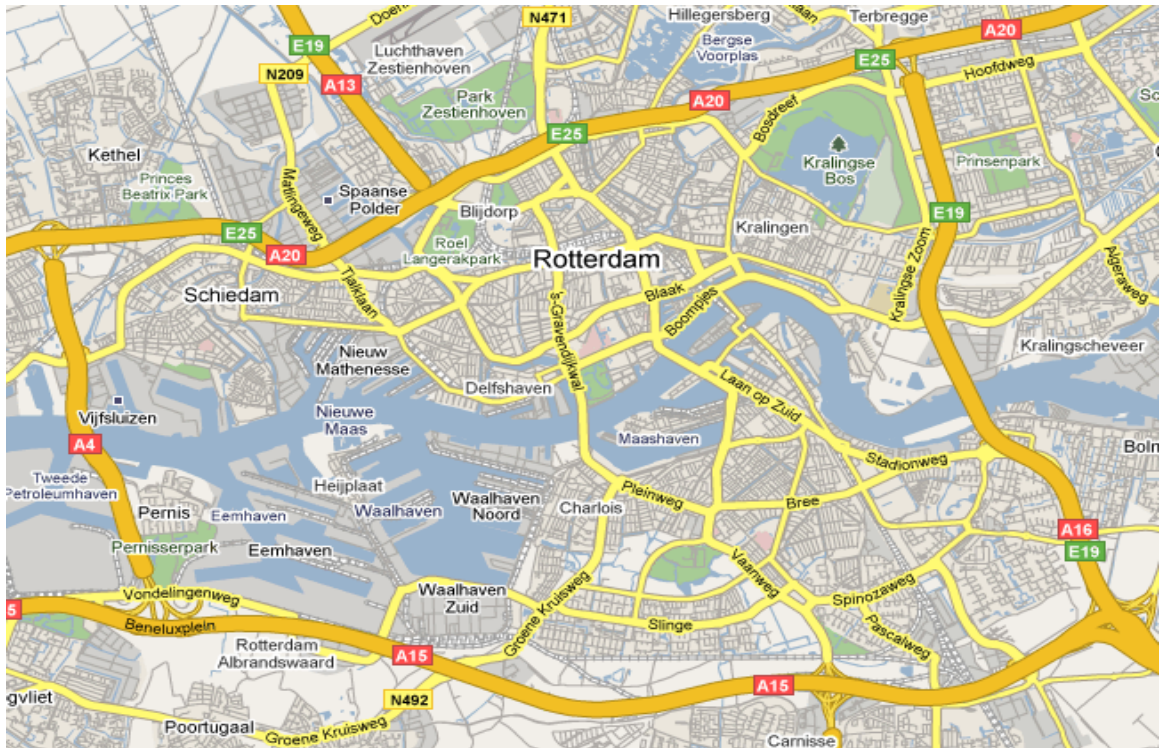 N471
Hillegersberg
Terbregge
A20
E19
Luchthaven
Zestienhoven
Bergse
Voorplas
E25
Hoofdweg
N209
A13
Park
Zestienhoven
A20
Bosdreef
E25
Kethel
Princes
Beatrix Park
Matlingeweg
Spaanse
Polder
Blijdorp
Kralingse
Bos
Prinsenpark
E25
A20
Roel
Langerakpark
Kralingen
E19
Rotterdam
Kralingse Zoom
Algeraweg
Schiedam
Tjalklaan
's-Gravendijkwal
Blaak
Boompjes
Nieuw
Mathenesse
Kralingscheveer
Delfshaven
Laan op Zuid
Vijfsluizen
Nieuwe
Maas
A4
Maashaven
Stadionweg
Tweede
Petroleumhaven
Heijplaat
Pleinweg
Bree
Pernis
Eemhaven
Waalhaven
Waalhaven
Noord
Charlois
A16
E19
Pernisserpark
Eemhaven
Vaanweg
Vondelingenweg
Waalhaven
Zuid
Groene Kruisweg
Spinozaweg
Beneluxplein
Slinge
Pascalweg
Rotterdam
Albrandswaard
A15
A15
N492
Poortugaal
Groene Kruisweg
Carnisse